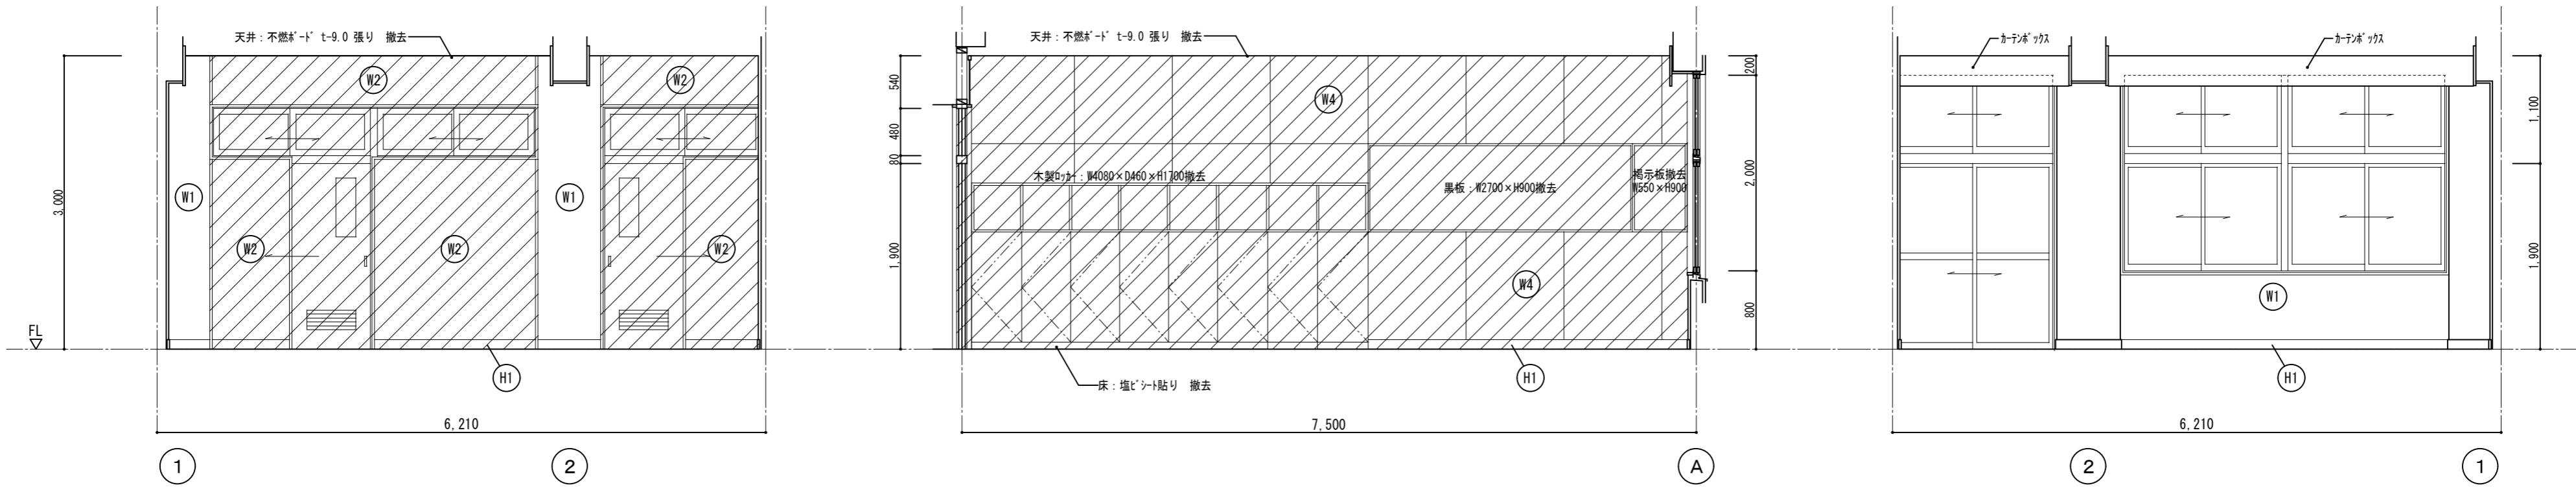 天井：不燃ﾎﾞｰﾄﾞ t-9.0 張り　撤去
W2
W2
W1
W1
W2
W2
W2
3,000
FL
H1
6,210
1
2
天井：不燃ﾎﾞｰﾄﾞ t-9.0 張り　撤去
540
480
80
1,900
W4
木製ﾛｯｶｰ：W4080×D460×H1700撤去
黒板：W2700×H900撤去
掲示板撤去
W550×H900
W4
200
2,000
800
H1
床：塩ﾋﾞｼｰﾄ貼り　撤去
7,500
A
ｶｰﾃﾝﾎﾞｯｸｽ
ｶｰﾃﾝﾎﾞｯｸｽ
1,100
1,900
W1
H1
6,210
2
1